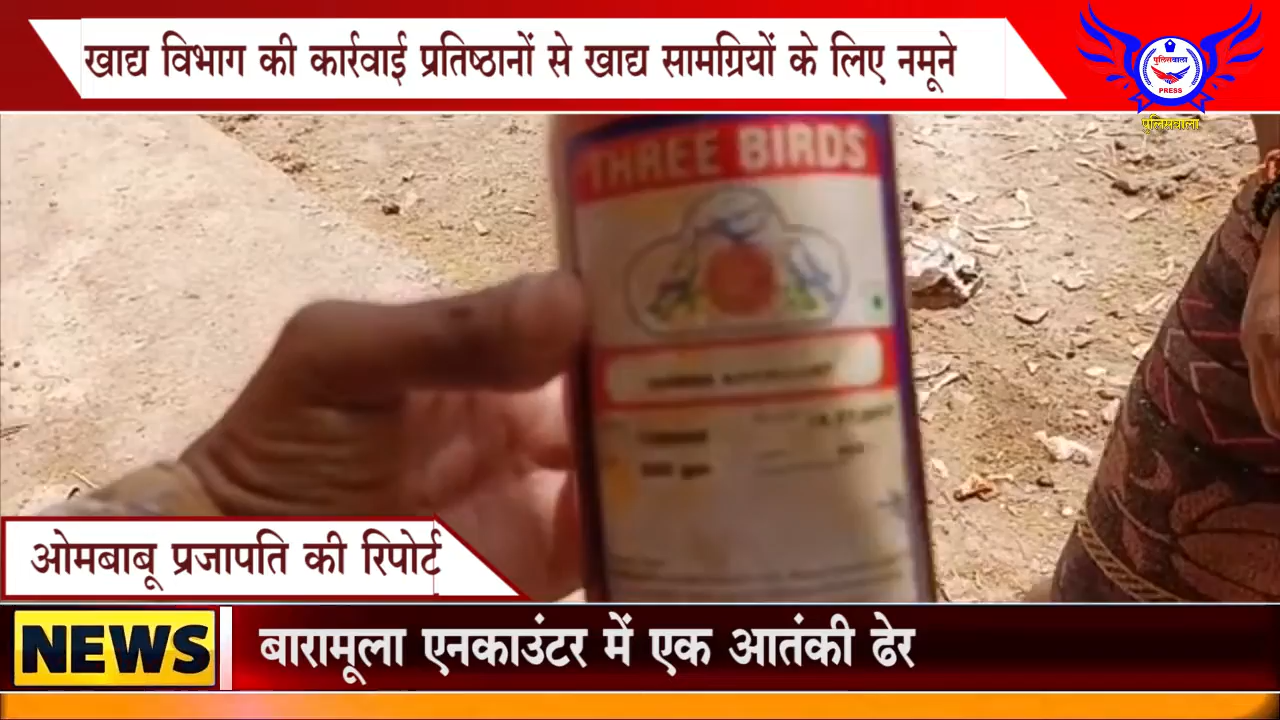 खाद्य विभाग की कार्रवाई प्रतिष्ठानों से खाद्य सामग्रियों के लिए नमूने
पुलिसवाला
PRESS
पुलिसवाला
THREE BIRDS
ओमबाबू प्रजापति की रिपोर्ट
NEWS
बारामूला एनकाउंटर में एक आतंकी ढेर